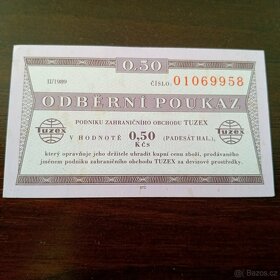 0.50
II/1989
ČÍSLO: 01069958
ODBĚRNÍ POUKAZ
PODNIKU ZAHRANIČNÍHO OBCHODU TUZEX
Tuzex V HODNOTĚ 0,50 (PADESÁT HAL.), Tuzex
Kčs
který opravňuje jeho držitele uhradit kupní cenu zboží, prodávaného
jménem podniku zahraničního obchodu TUZEX za devizové prostředky.
Bazos.cz